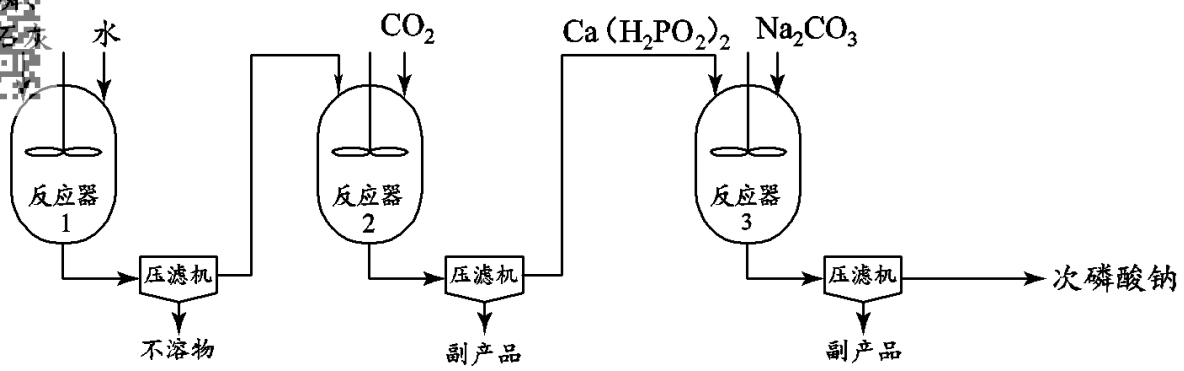 石灰
水
CO₂
Ca(H₂PO₂)₂
Na₂CO₃
反应器
1
反应器
2
反应器
3
压滤机
压滤机
压滤机
次磷酸钠
不溶物
副产品
副产品